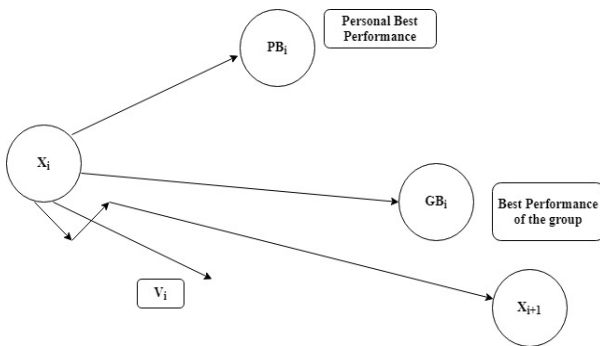 Personal Best
Performance
PBᵢ
Xᵢ
GBᵢ
Best Performance
of the group
Vᵢ
Xᵢ₊₁